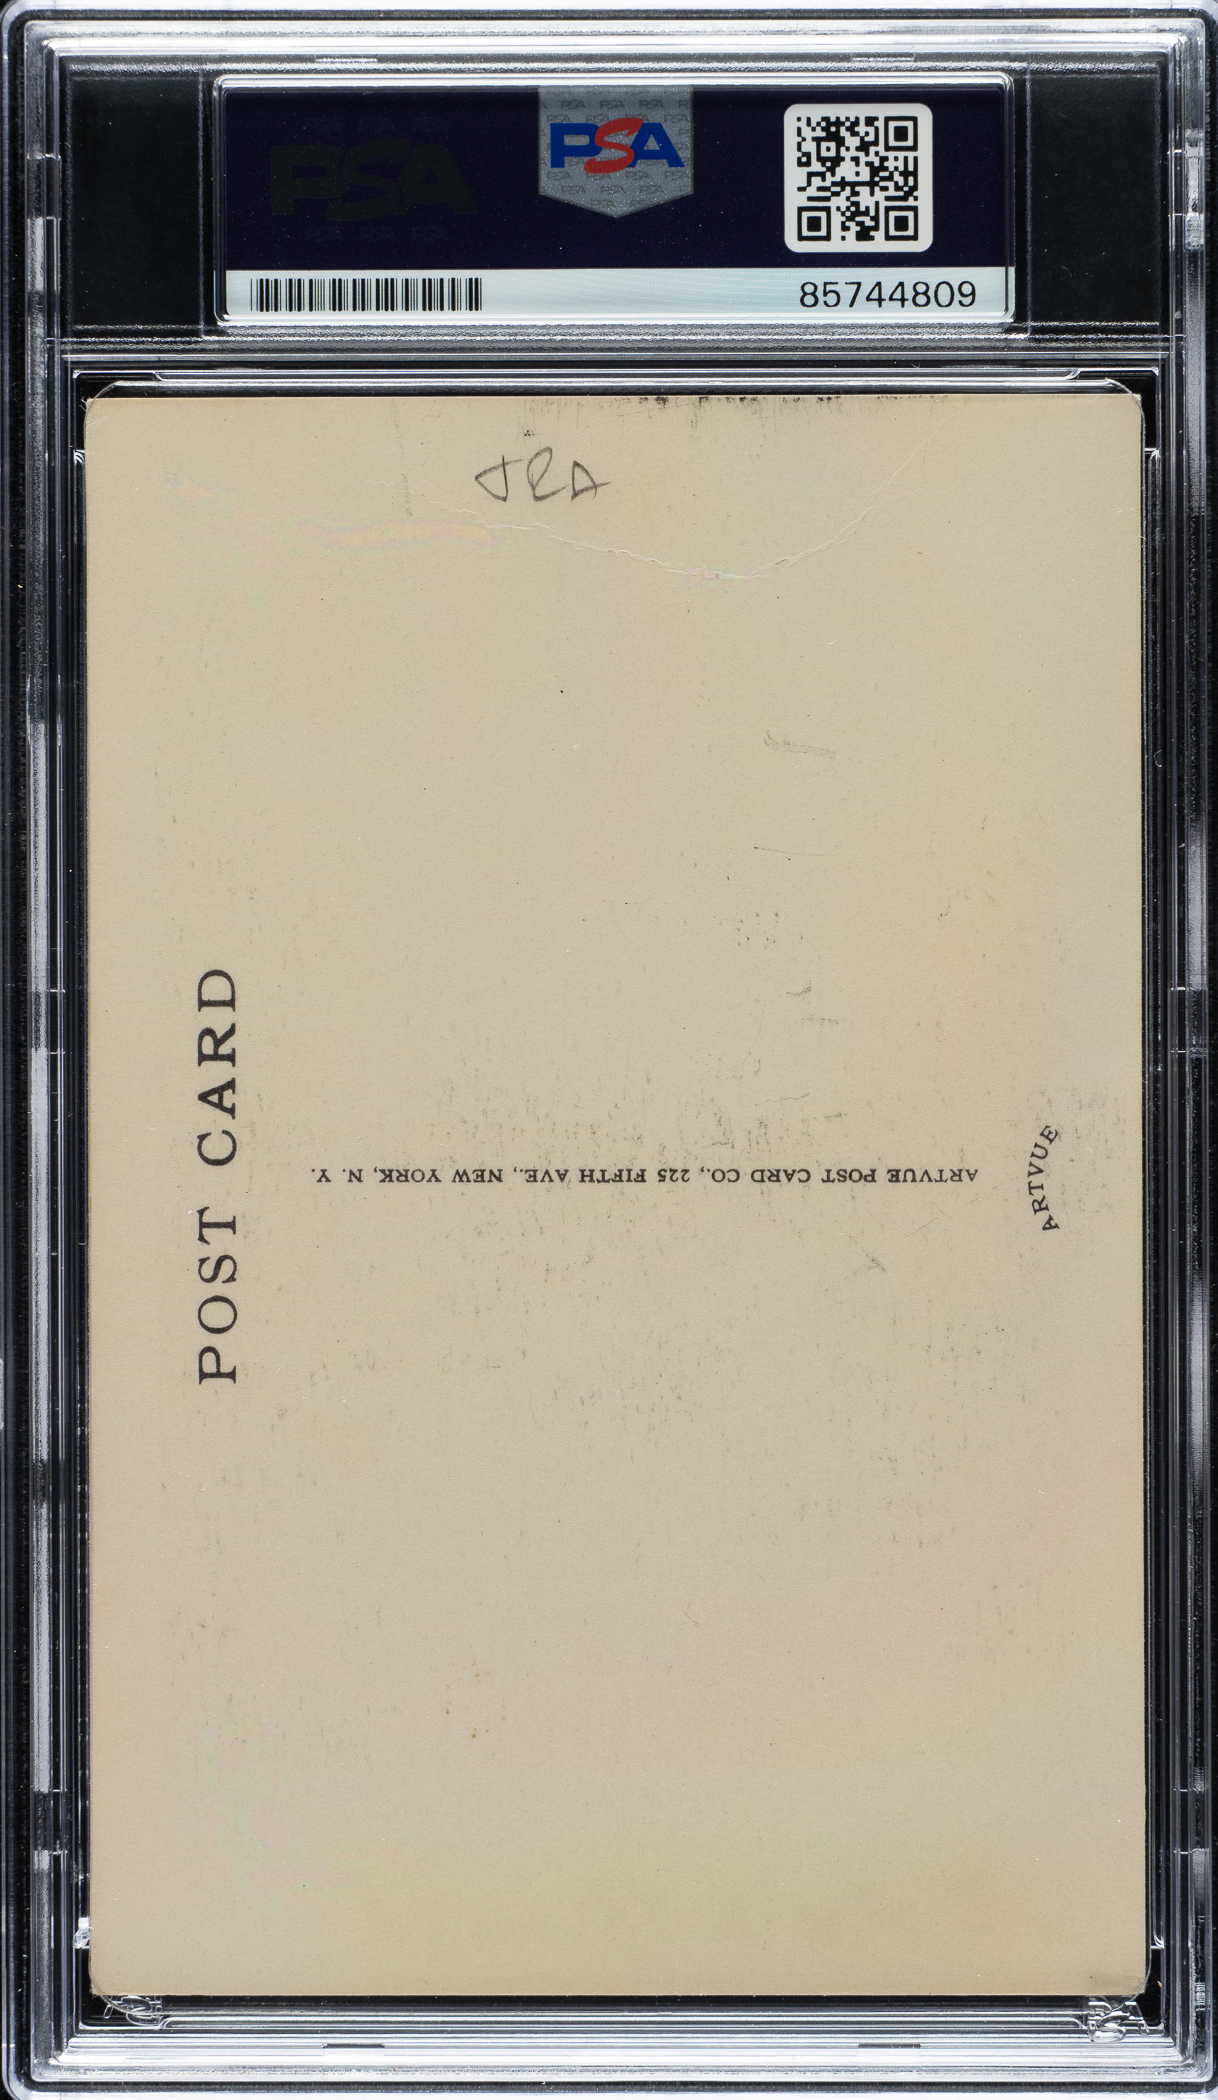 PSA
85744809
JRA
POST CARD
ARTVUE POST CARD CO., 225 FIFTH AVE., NEW YORK, N. Y.
ARTVUE